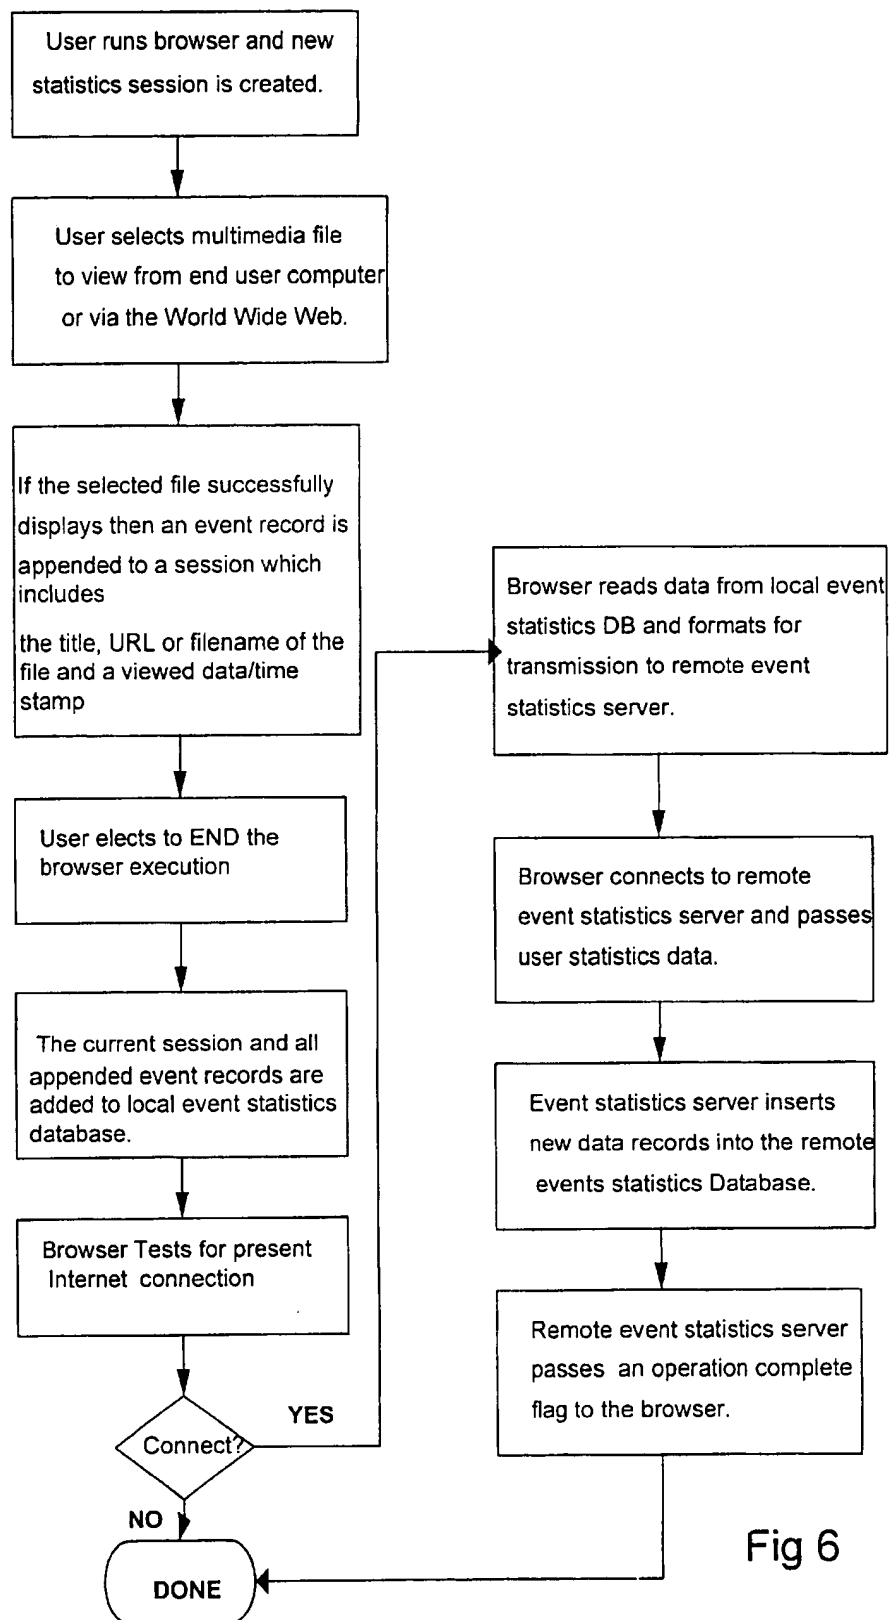 User runs browser and new
statistics session is created.
User selects multimedia file
to view from end user computer
or via the World Wide Web.
If the selected file successfully
displays then an event record is
appended to a session which
includes
the title, URL or filename of the
file and a viewed data/time
stamp
User elects to END the
browser execution
The current session and all
appended event records are
added to local event statistics
database.
Browser Tests for present
Internet connection
Connect?
YES
NO
DONE
Browser reads data from local event
statistics DB and formats for
transmission to remote event
statistics server.
Browser connects to remote
event statistics server and passes
user statistics data.
Event statistics server inserts
new data records into the remote
events statistics Database.
Remote event statistics server
passes an operation complete
flag to the browser.
Fig 6